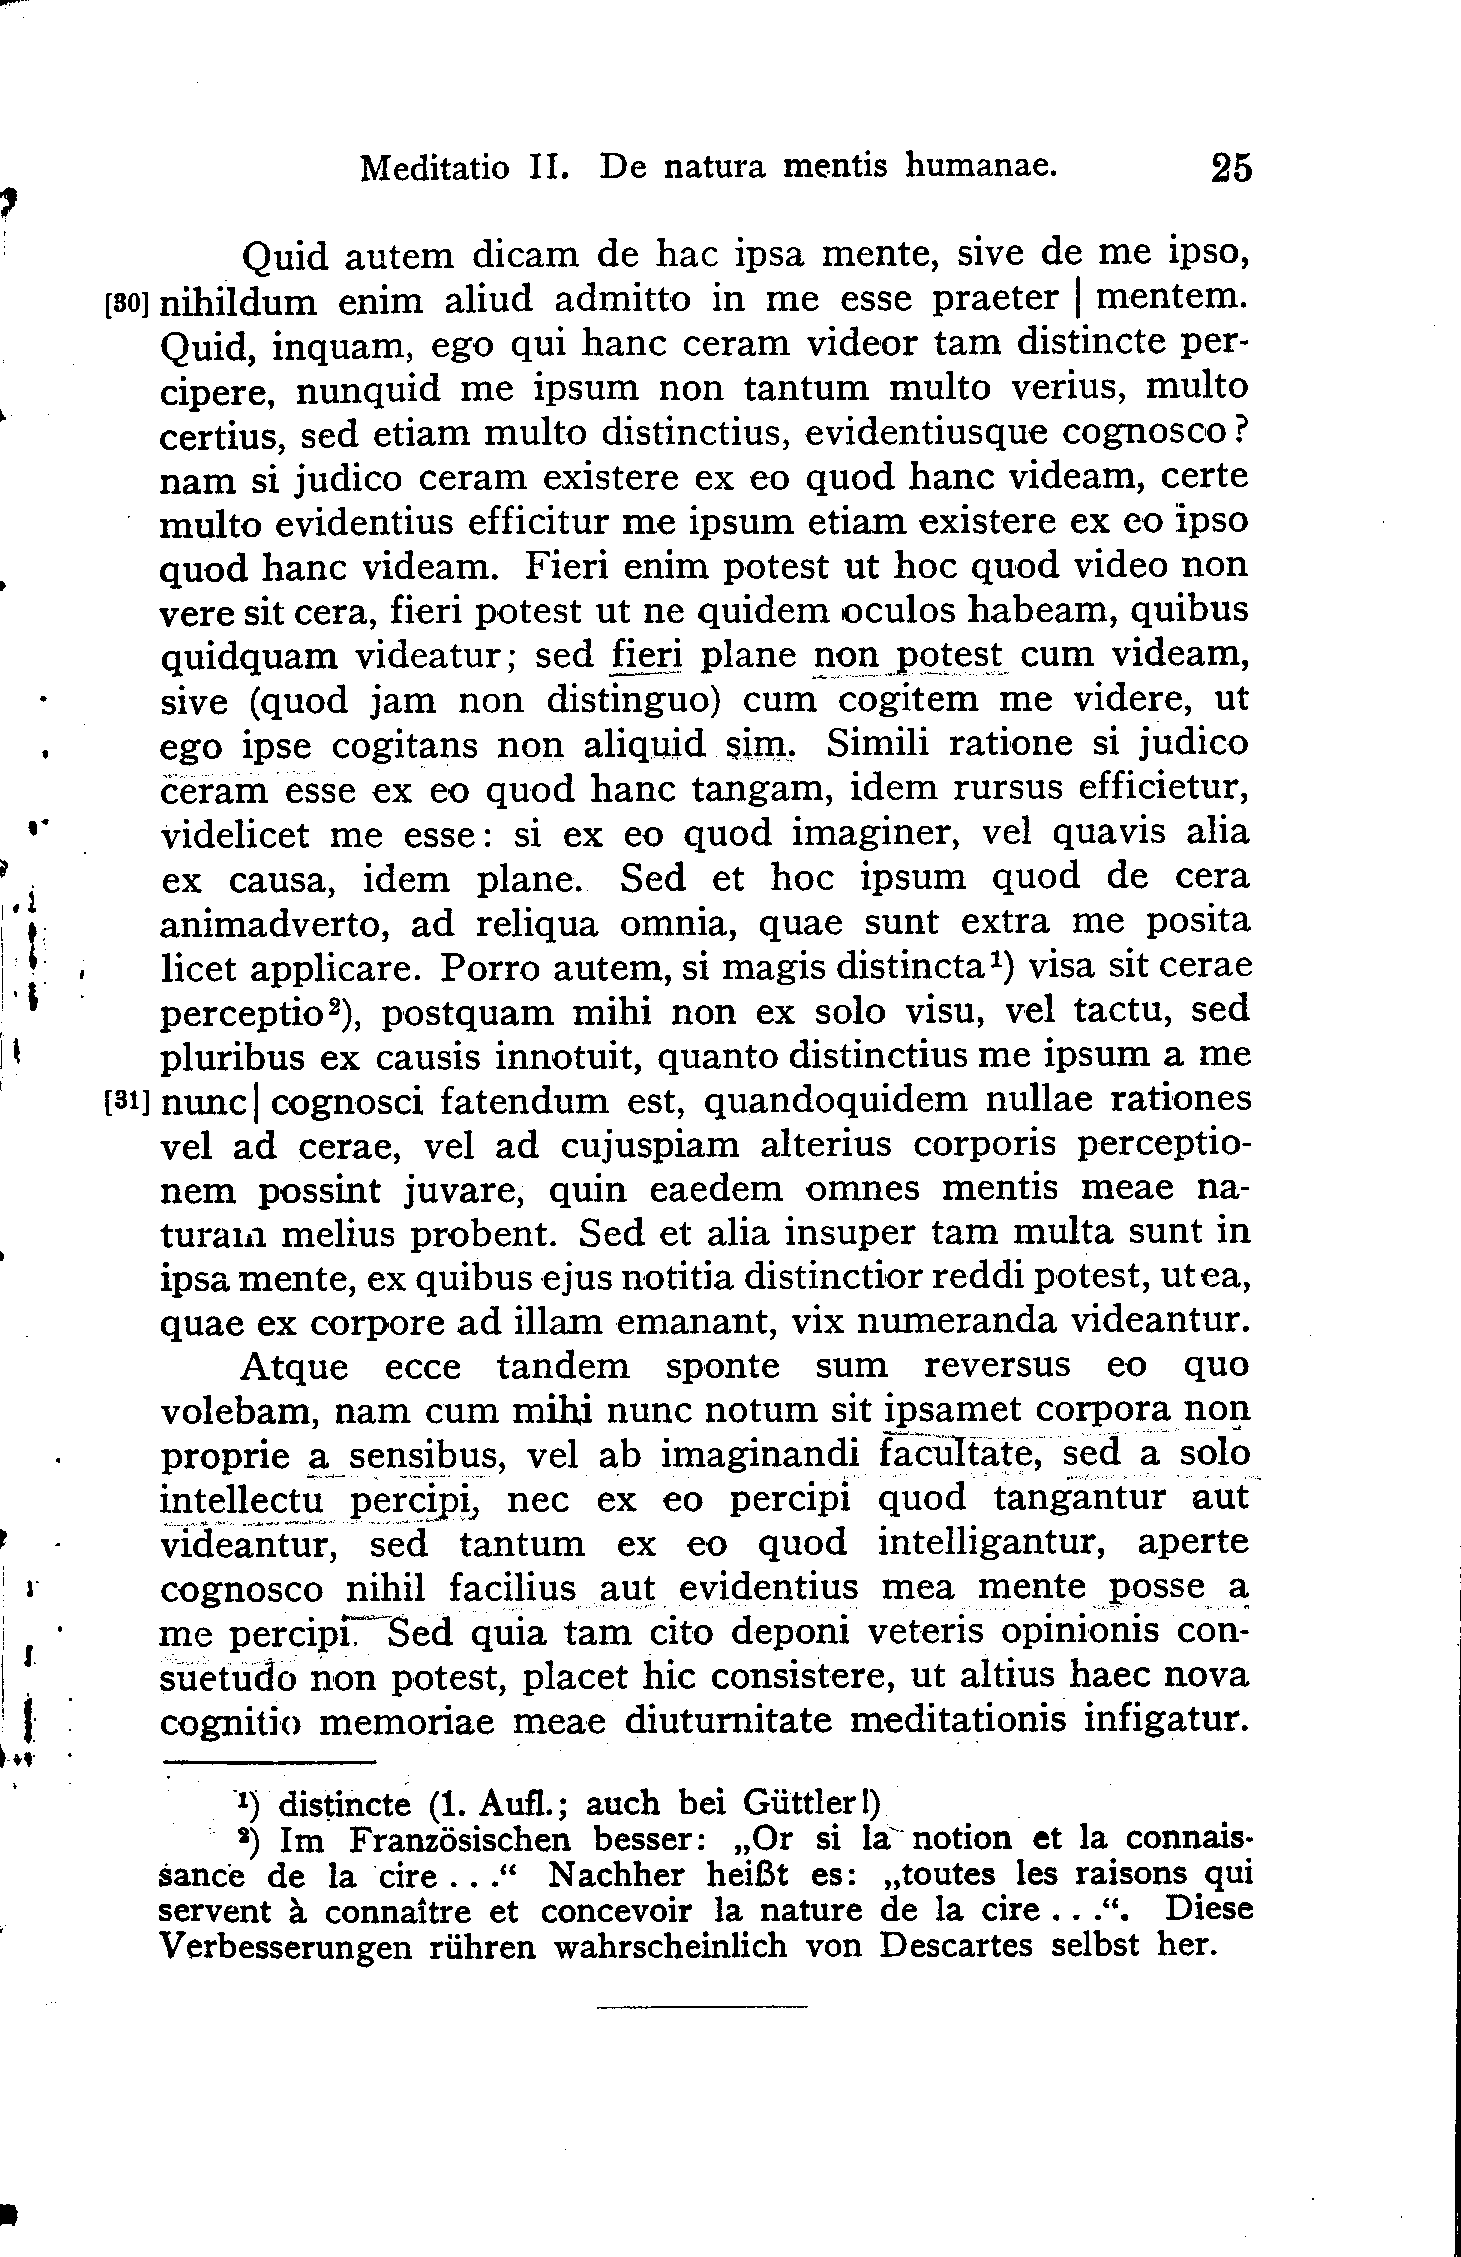 Meditatio II. De natura mentis humanae. 25
Quid autem dicam de hac ipsa mente, sive de me ipso,
[30] nihildum enim aliud admitto in me esse praeter | mentem.
Quid, inquam, ego qui hanc ceram videor tam distincte per-
cipere, nunquid me ipsum non tantum multo verius, multo
certius, sed etiam multo distinctius, evidentiusque cognosco?
nam si judico ceram existere ex eo quod hanc videam, certe
multo evidentius efficitur me ipsum etiam existere ex eo ipso
quod hanc videam. Fieri enim potest ut hoc quod video non
vere sit cera, fieri potest ut ne quidem oculos habeam, quibus
quidquam videatur; sed fieri plane non potest cum videam,
sive (quod jam non distinguo) cum cogitem me videre, ut
ego ipse cogitans non aliquid sim. Simili ratione si judico
ceram esse ex eo quod hanc tangam, idem rursus efficietur,
videlicet me esse: si ex eo quod imaginer, vel quavis alia
ex causa, idem plane. Sed et hoc ipsum quod de cera
animadverto, ad reliqua omnia, quae sunt extra me posita
licet applicare. Porro autem, si magis distincta¹) visa sit cerae
perceptio²), postquam mihi non ex solo visu, vel tactu, sed
pluribus ex causis innotuit, quanto distinctius me ipsum a me
[31] nunc | cognosci fatendum est, quandoquidem nullae rationes
vel ad cerae, vel ad cujuspiam alterius corporis perceptio-
nem possint juvare, quin eaedem omnes mentis meae na-
turam melius probent. Sed et alia insuper tam multa sunt in
ipsa mente, ex quibus ejus notitia distinctior reddi potest, ut ea,
quae ex corpore ad illam emanant, vix numeranda videantur.
Atque ecce tandem sponte sum reversus eo quo
volebam, nam cum mihi nunc notum sit ipsamet corpora non
proprie a sensibus, vel ab imaginandi facultate, sed a solo
intellectu percipi, nec ex eo percipi quod tangantur aut
videantur, sed tantum ex eo quod intelligantur, aperte
cognosco nihil facilius aut evidentius mea mente posse a
me percipi. Sed quia tam cito deponi veteris opinionis con-
suetudo non potest, placet hic consistere, ut altius haec nova
cognitio memoriae meae diuturnitate meditationis infigatur.
¹) distincte (1. Aufl.; auch bei Güttler!)
²) Im Französischen besser: „Or si la notion et la connais-
sance de la cire . . .“ Nachher heißt es: „toutes les raisons qui
servent à connaître et concevoir la nature de la cire . . .“. Diese
Verbesserungen rühren wahrscheinlich von Descartes selbst her.